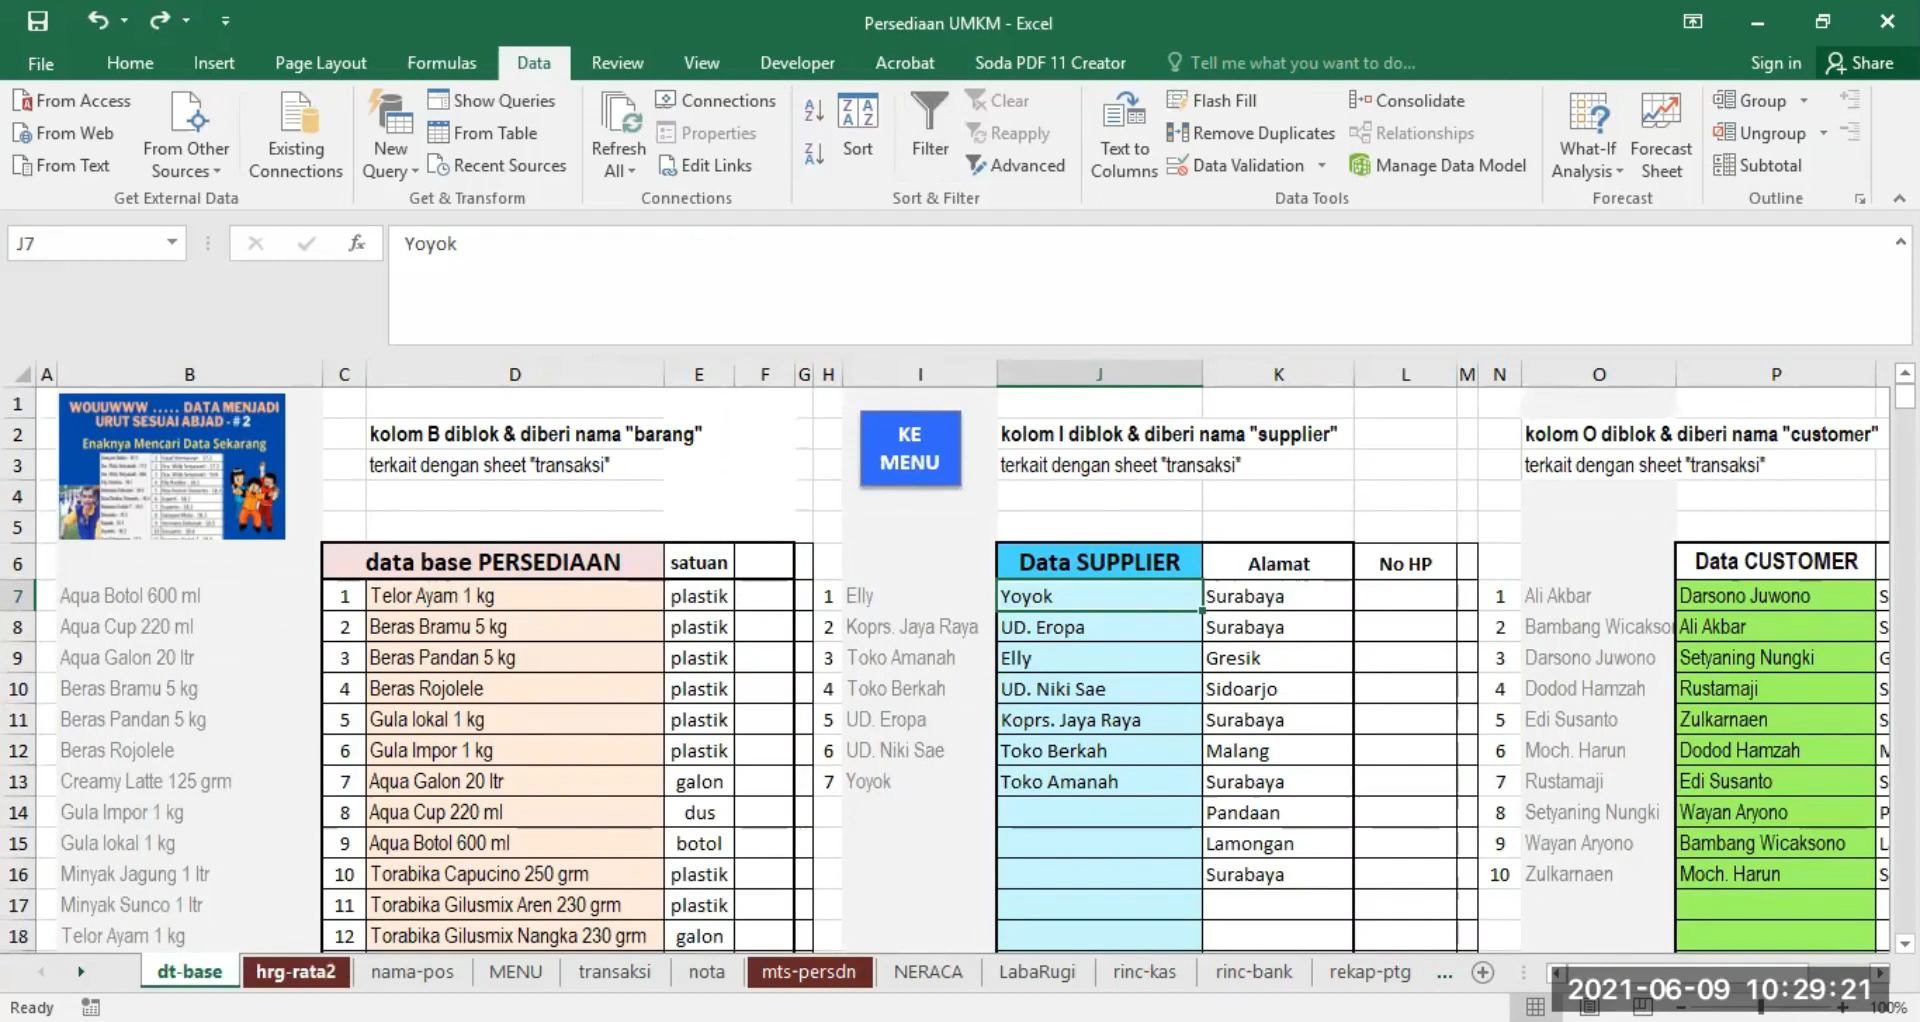 Persediaan UMKM - Excel
File Home Insert Page Layout Formulas Data Review View Developer Acrobat Soda PDF 11 Creator Tell me what you want to do... Sign in Share
From Access
From Web
From Text
From Other Sources
Existing Connections
Get External Data
New Query
Show Queries
From Table
Recent Sources
Get & Transform
Refresh All
Connections
Properties
Edit Links
Connections
Sort
Filter
Clear
Reapply
Advanced
Sort & Filter
Text to Columns
Flash Fill
Remove Duplicates
Data Validation
Consolidate
Relationships
Manage Data Model
Data Tools
What-If Analysis
Forecast Sheet
Forecast
Group
Ungroup
Subtotal
Outline
J7 fx Yoyok
A B C D E F G H I J K L M N O P
1
2 kolom B diblok & diberi nama "barang" kolom I diblok & diberi nama "supplier" kolom O diblok & diberi nama "customer"
3 terkait dengan sheet "transaksi" terkait dengan sheet "transaksi" terkait dengan sheet "transaksi"
4
5
WOUUWWW ..... DATA MENJADI
URUT SESUAI ABJAD - #2
Enaknya Mencari Data Sekarang
KE
MENU
6 data base PERSEDIAAN satuan Data SUPPLIER Alamat No HP Data CUSTOMER
7 Aqua Botol 600 ml 1 Telor Ayam 1 kg plastik 1 Elly Yoyok Surabaya 1 Ali Akbar Darsono Juwono S
8 Aqua Cup 220 ml 2 Beras Bramu 5 kg plastik 2 Koprs. Jaya Raya UD. Eropa Surabaya 2 Bambang Wicakso Ali Akbar S
9 Aqua Galon 20 ltr 3 Beras Pandan 5 kg plastik 3 Toko Amanah Elly Gresik 3 Darsono Juwono Setyaning Nungki G
10 Beras Bramu 5 kg 4 Beras Rojolele plastik 4 Toko Berkah UD. Niki Sae Sidoarjo 4 Dodod Hamzah Rustamaji S
11 Beras Pandan 5 kg 5 Gula lokal 1 kg plastik 5 UD. Eropa Koprs. Jaya Raya Surabaya 5 Edi Susanto Zulkarnaen S
12 Beras Rojolele 6 Gula Impor 1 kg plastik 6 UD. Niki Sae Toko Berkah Malang 6 Moch. Harun Dodod Hamzah M
13 Creamy Latte 125 grm 7 Aqua Galon 20 ltr galon 7 Yoyok Toko Amanah Surabaya 7 Rustamaji Edi Susanto S
14 Gula Impor 1 kg 8 Aqua Cup 220 ml dus Pandaan 8 Setyaning Nungki Wayan Aryono P
15 Gula lokal 1 kg 9 Aqua Botol 600 ml botol Lamongan 9 Wayan Aryono Bambang Wicaksono L
16 Minyak Jagung 1 ltr 10 Torabika Capucino 250 grm plastik Surabaya 10 Zulkarnaen Moch. Harun S
17 Minyak Sunco 1 ltr 11 Torabika Gilusmix Aren 230 grm plastik
18 Telor Ayam 1 kg 12 Torabika Gilusmix Nangka 230 grm galon
dt-base hrg-rata2 nama-pos MENU transaksi nota mts-persdn NERACA LabaRugi rinc-kas rinc-bank rekap-ptg ...
2021-06-09 10:29:21
Ready 100%